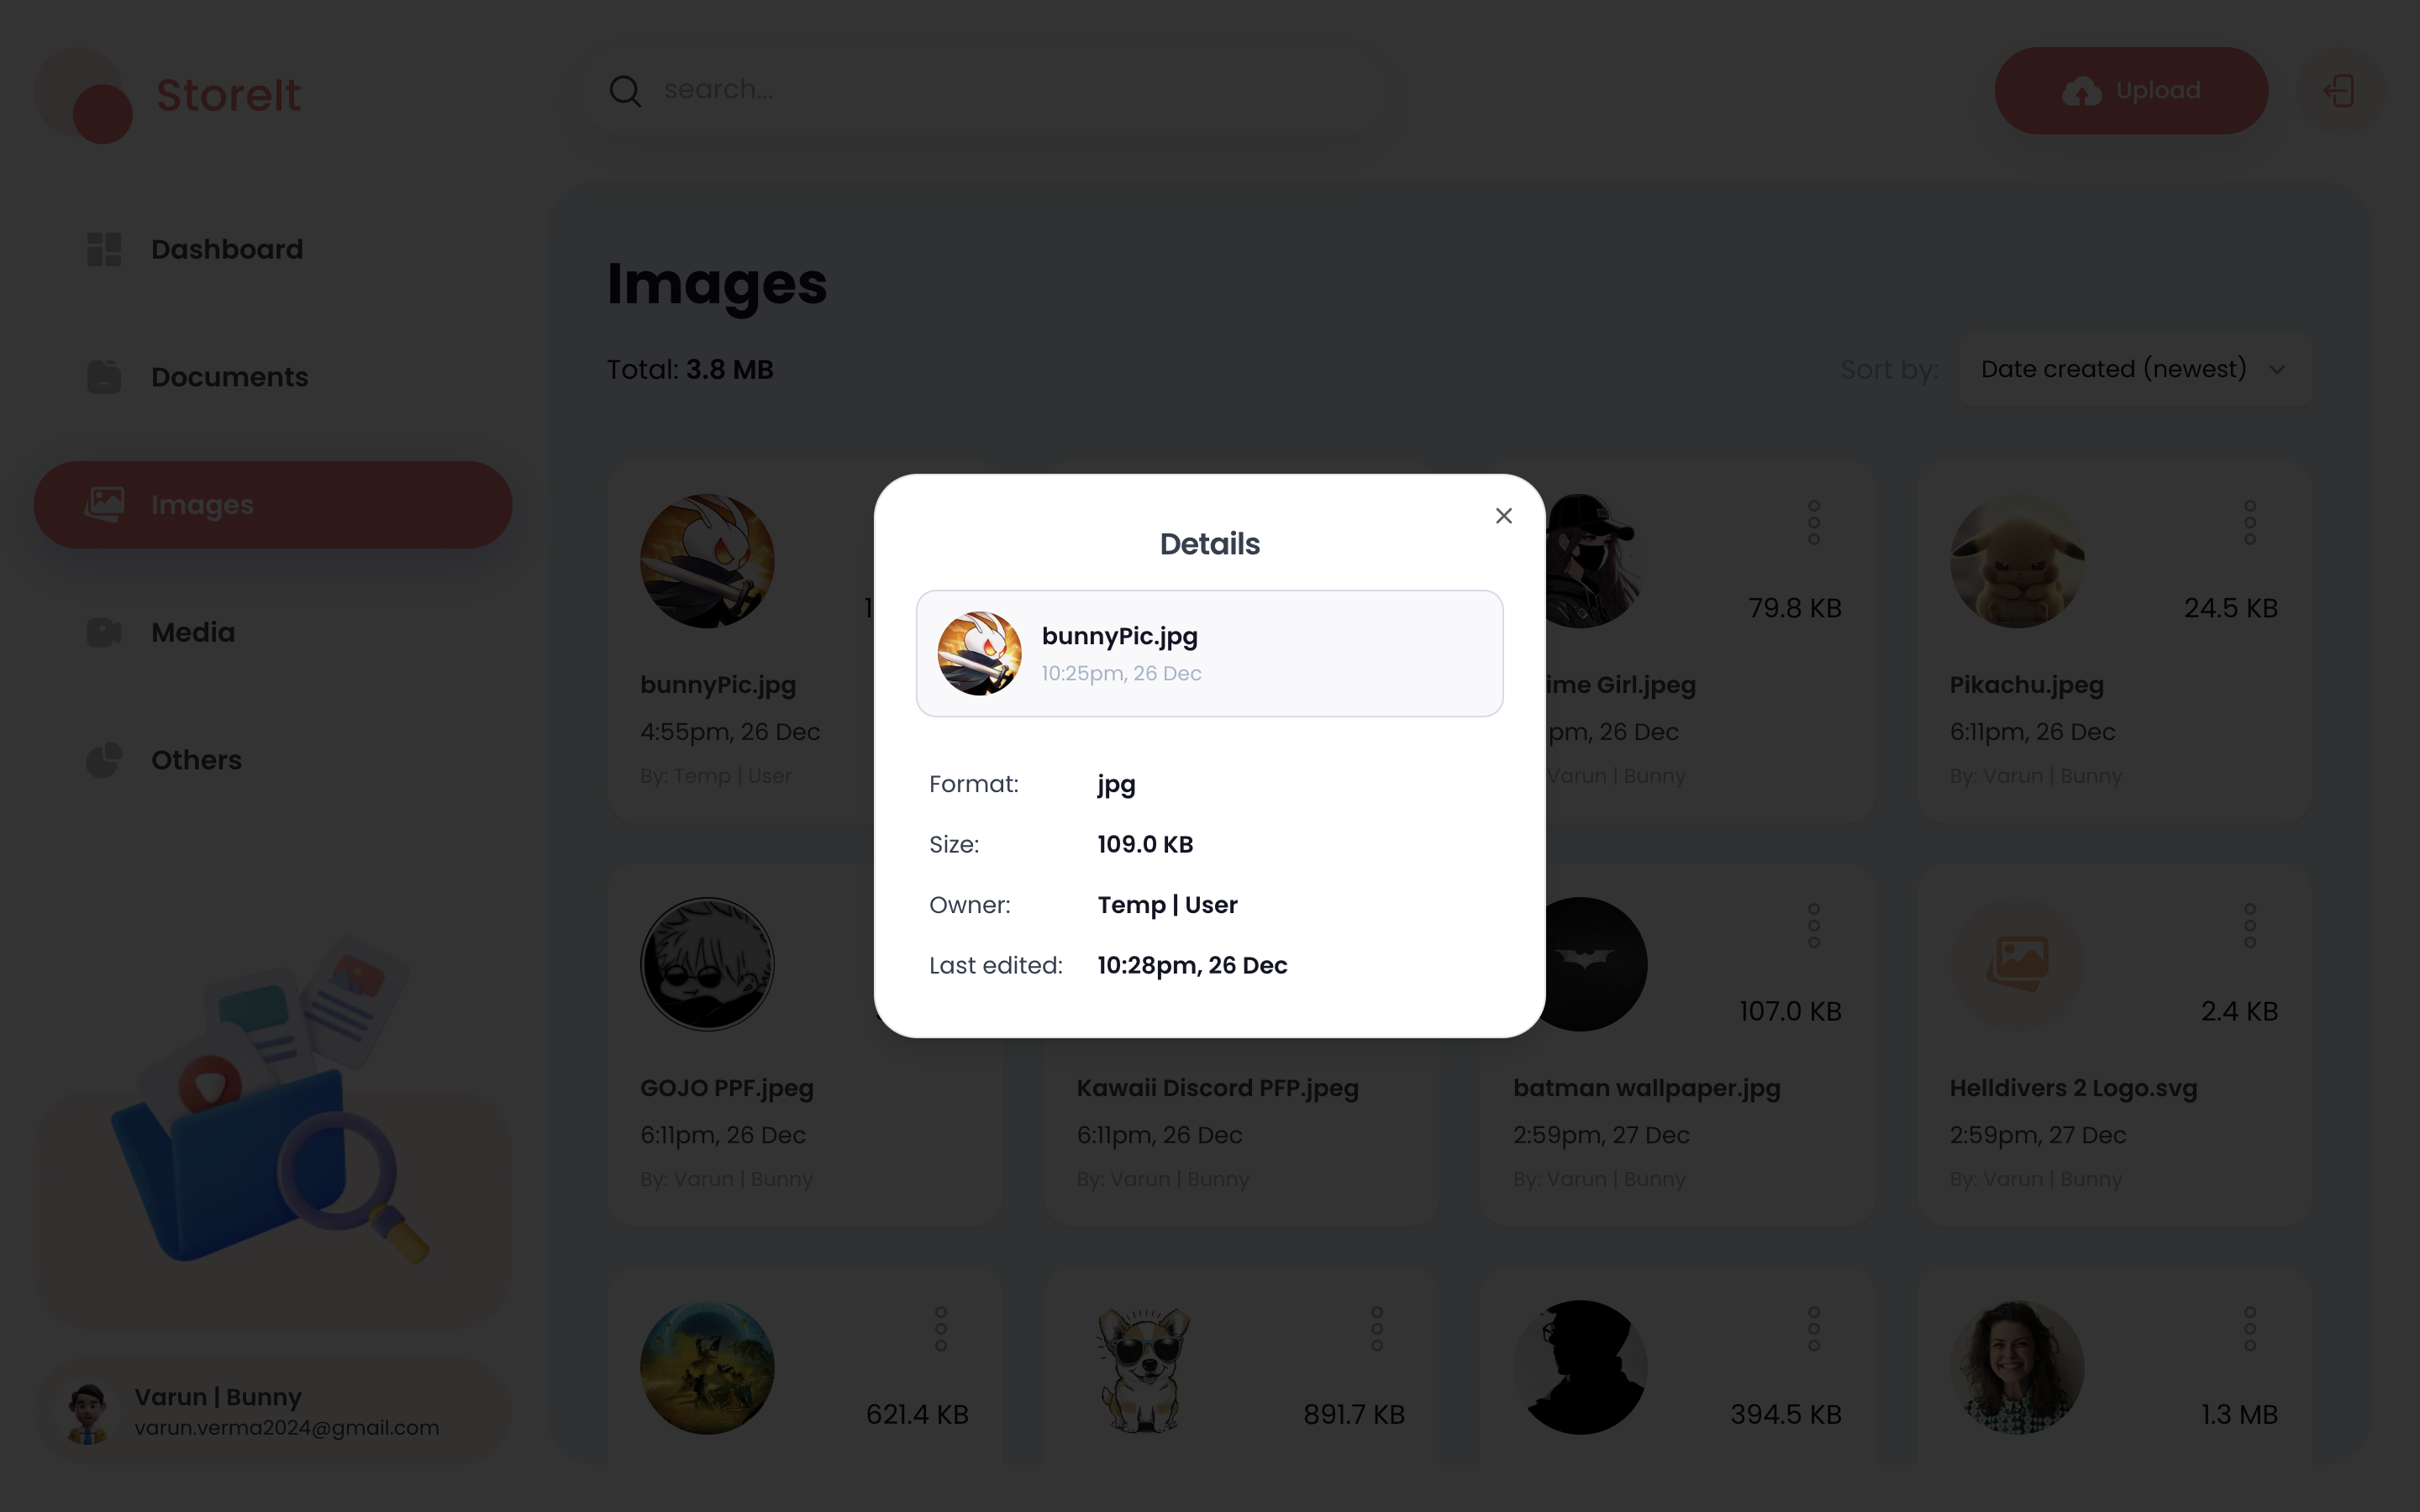 StoreIt
search...
Upload
Dashboard
Documents
Images
Media
Others
Images
Total: 3.8 MB
Sort by: Date created (newest)
bunnyPic.jpg
4:55pm, 26 Dec
By: Temp | User
79.8 KB
Girl.jpeg
26 Dec
Varun | Bunny
24.5 KB
Pikachu.jpeg
6:11pm, 26 Dec
By: Varun | Bunny
Details
bunnyPic.jpg
10:25pm, 26 Dec
Format: jpg
Size: 109.0 KB
Owner: Temp | User
Last edited: 10:28pm, 26 Dec
GOJO PPF.jpeg
6:11pm, 26 Dec
By: Varun | Bunny
Kawaii Discord PFP.jpeg
6:11pm, 26 Dec
By: Varun | Bunny
107.0 KB
batman wallpaper.jpg
2:59pm, 27 Dec
By: Varun | Bunny
2.4 KB
Helldivers 2 Logo.svg
2:59pm, 27 Dec
By: Varun | Bunny
621.4 KB
891.7 KB
394.5 KB
1.3 MB
Varun | Bunny
varun.verma2024@gmail.com